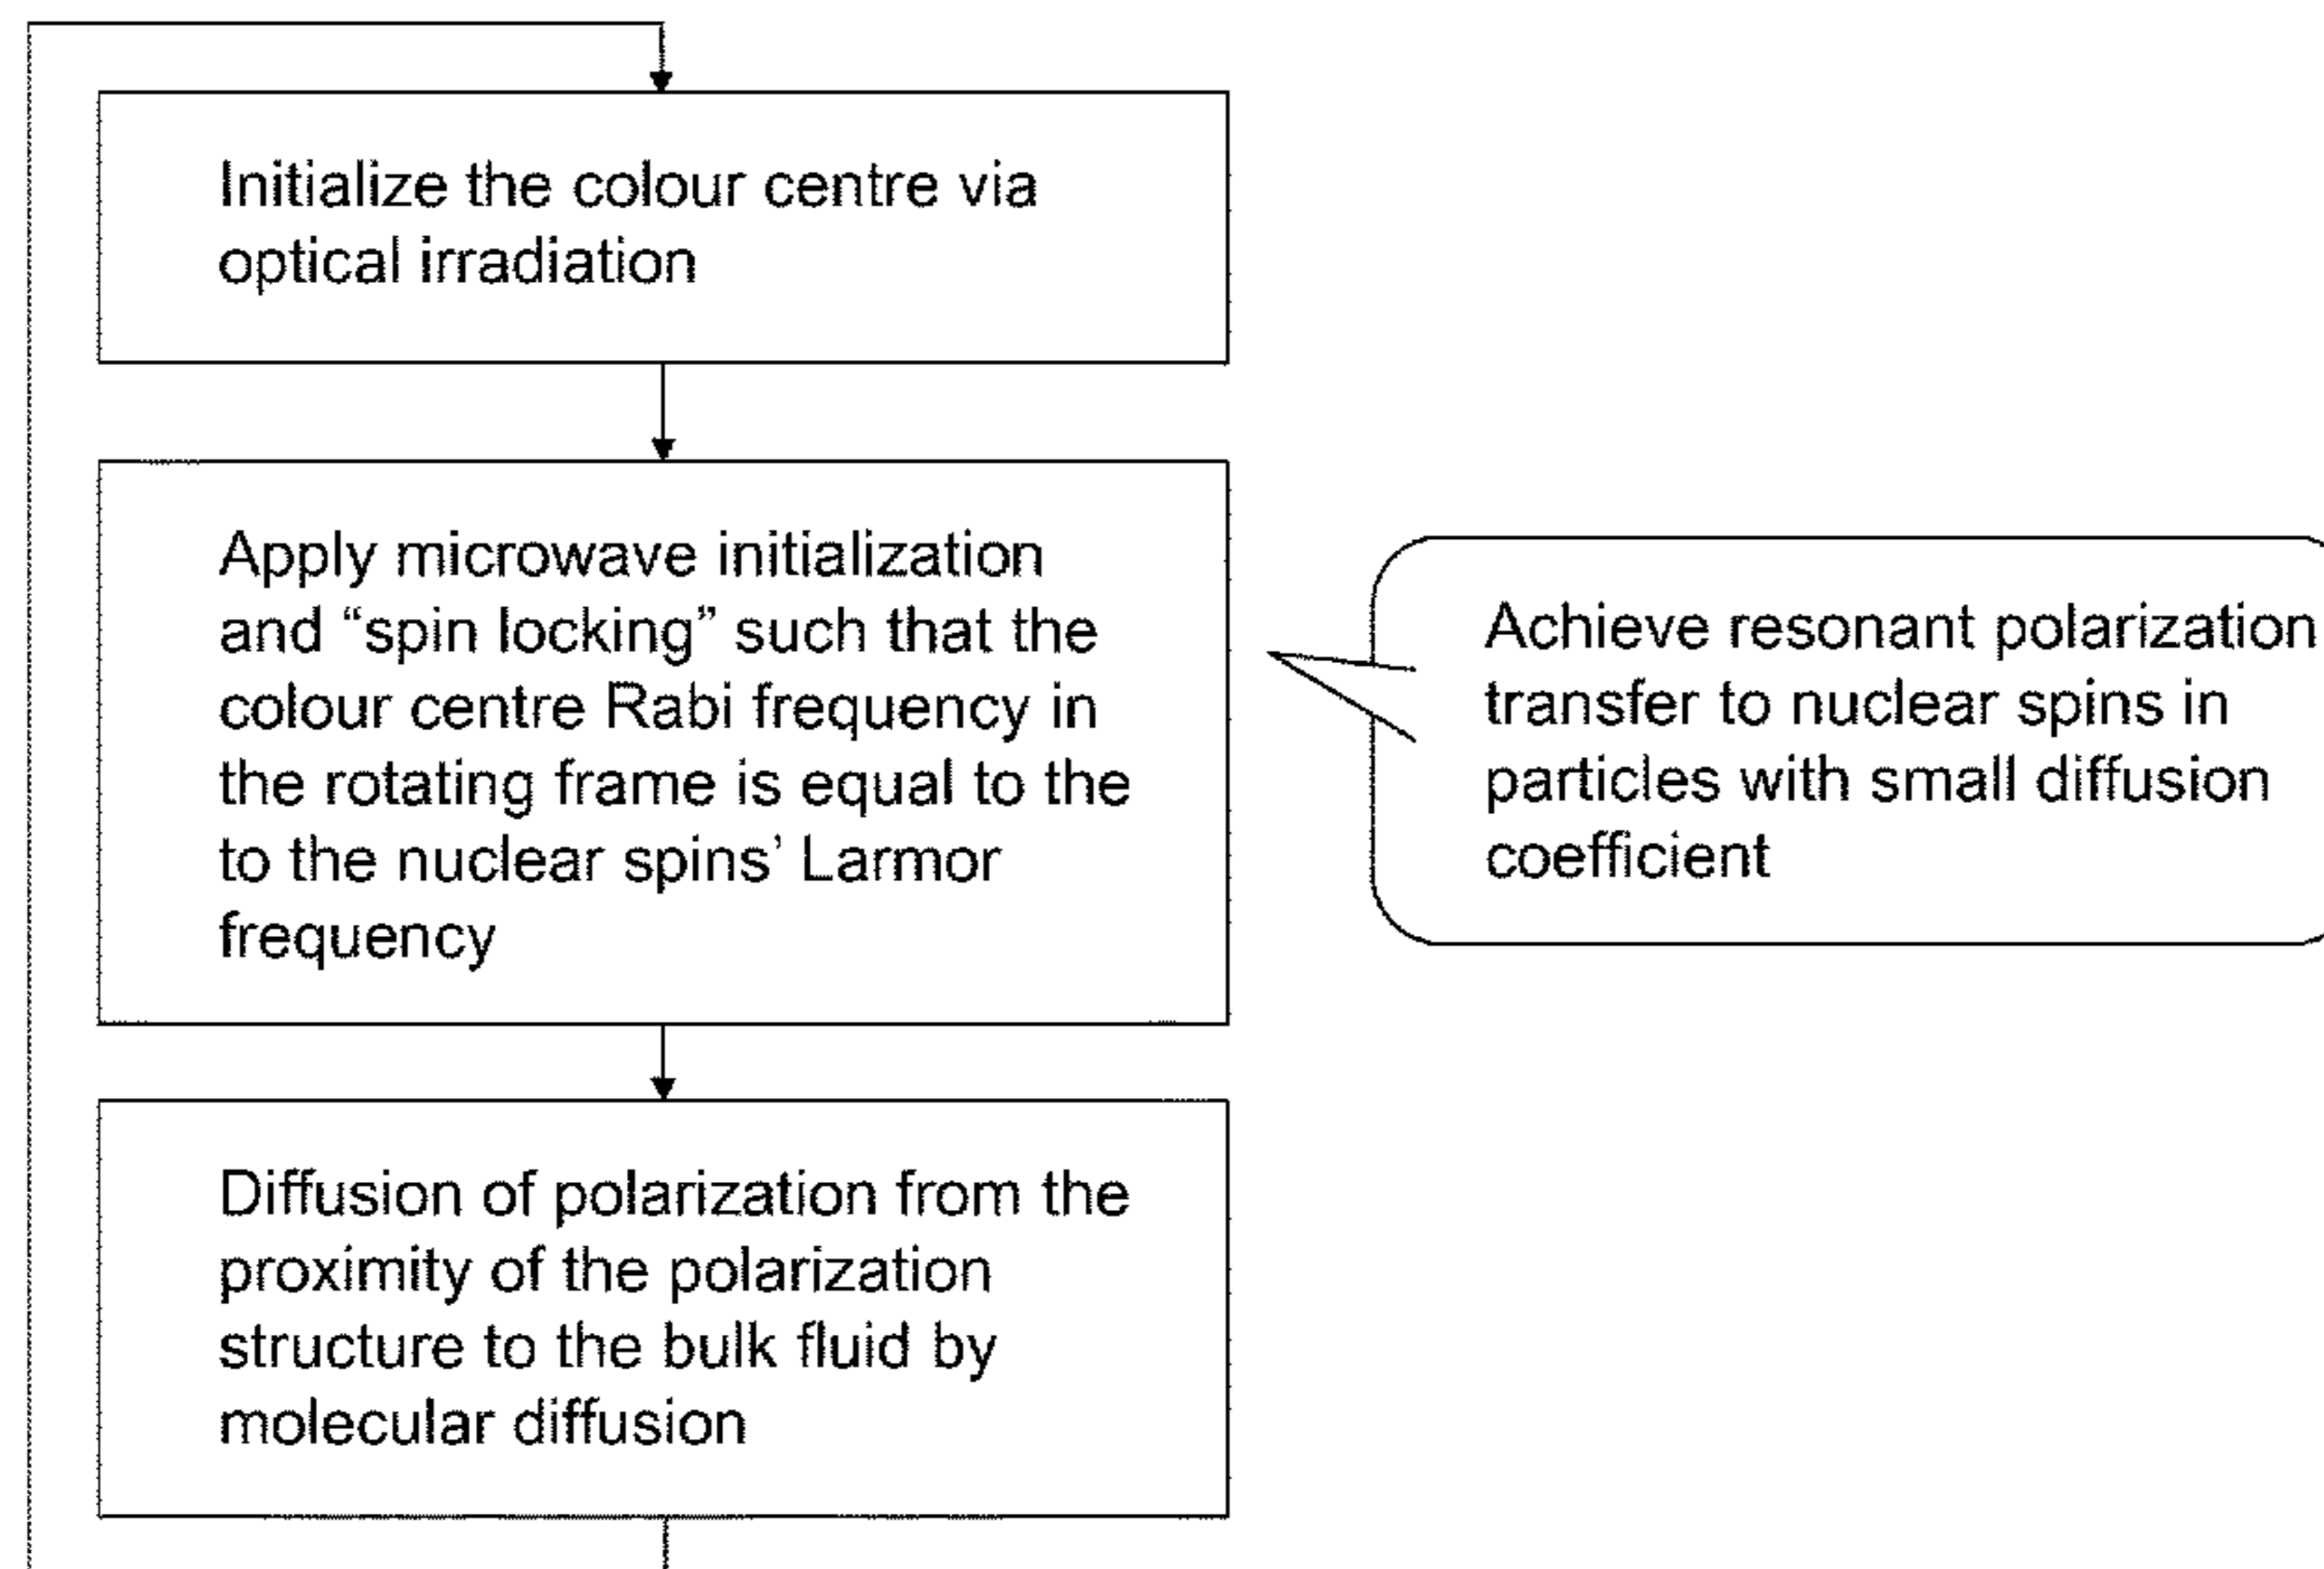 Initialize the colour centre via
optical irradiation
Apply microwave initialization
and “spin locking” such that the
colour centre Rabi frequency in
the rotating frame is equal to the
to the nuclear spins’ Larmor
frequency
Achieve resonant polarization
transfer to nuclear spins in
particles with small diffusion
coefficient
Diffusion of polarization from the
proximity of the polarization
structure to the bulk fluid by
molecular diffusion